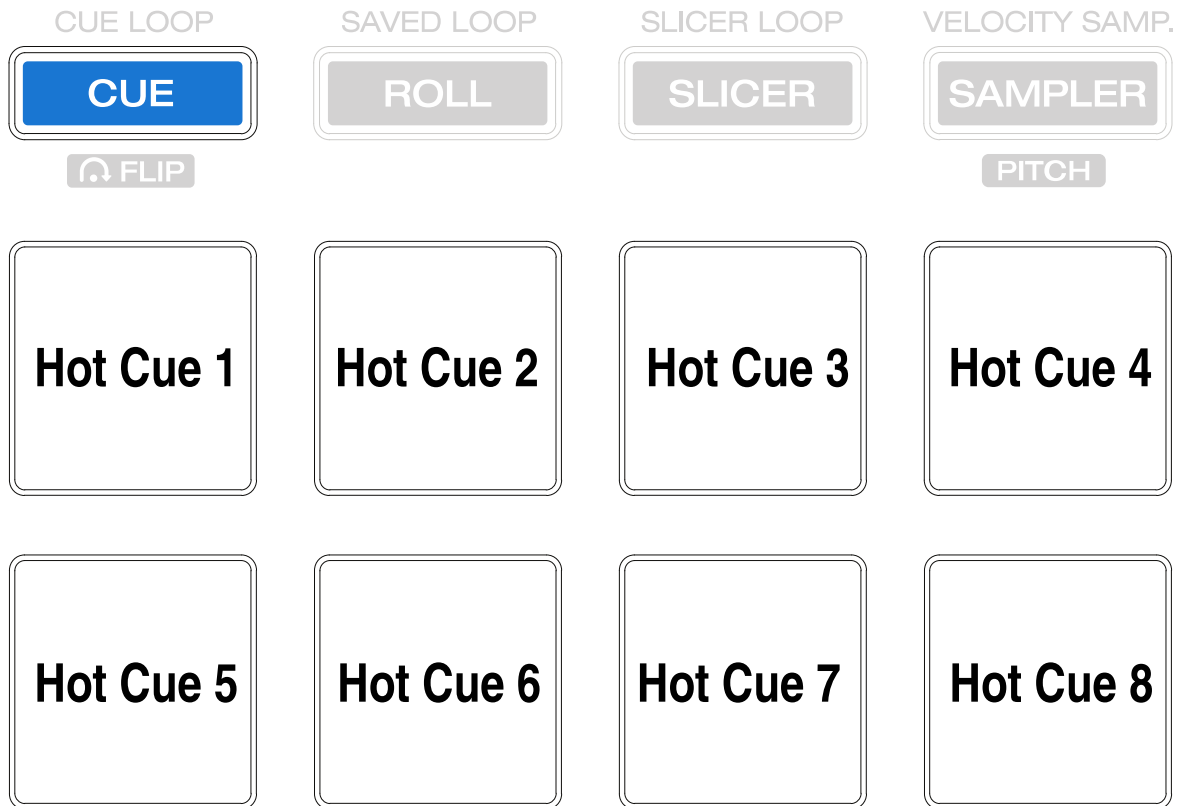 CUE LOOP SAVED LOOP SLICER LOOP VELOCITY SAMP.
CUE ROLL SLICER SAMPLER
FLIP PITCH
Hot Cue 1 Hot Cue 2 Hot Cue 3 Hot Cue 4
Hot Cue 5 Hot Cue 6 Hot Cue 7 Hot Cue 8